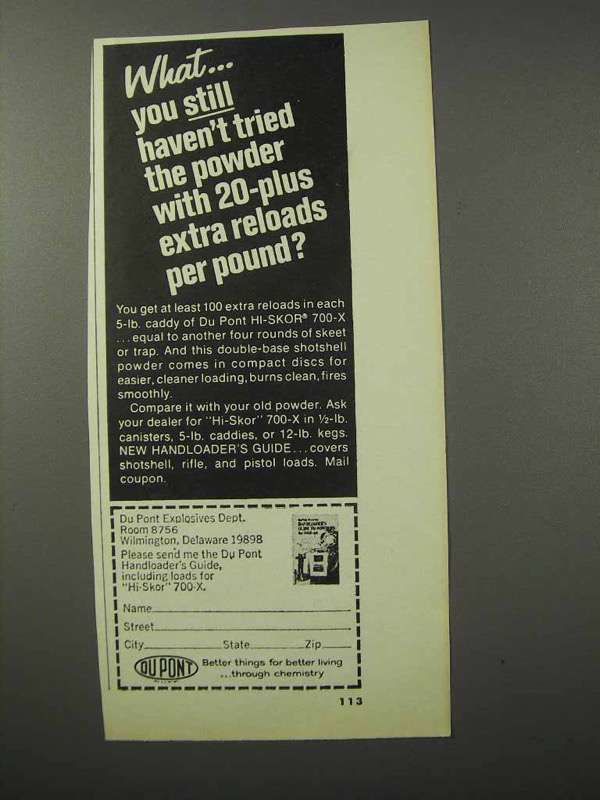 What...
you still
haven't tried
the powder
with 20-plus
extra reloads
per pound?
You get at least 100 extra reloads in each
5-lb. caddy of Du Pont HI-SKOR® 700-X
...equal to another four rounds of skeet
or trap. And this double-base shotshell
powder comes in compact discs for
easier, cleaner loading, burns clean, fires
smoothly.
Compare it with your old powder. Ask
your dealer for "Hi-Skor" 700-X in ½-lb.
canisters, 5-lb. caddies, or 12-lb. kegs.
NEW HANDLOADER'S GUIDE...covers
shotshell, rifle, and pistol loads. Mail
coupon.
Du Pont Explosives Dept.
Room 8756
Wilmington, Delaware 19898
Please send me the Du Pont
Handloader's Guide,
including loads for
"Hi-Skor" 700-X.
Name
Street
City State Zip
DU PONT
Better things for better living
...through chemistry
113